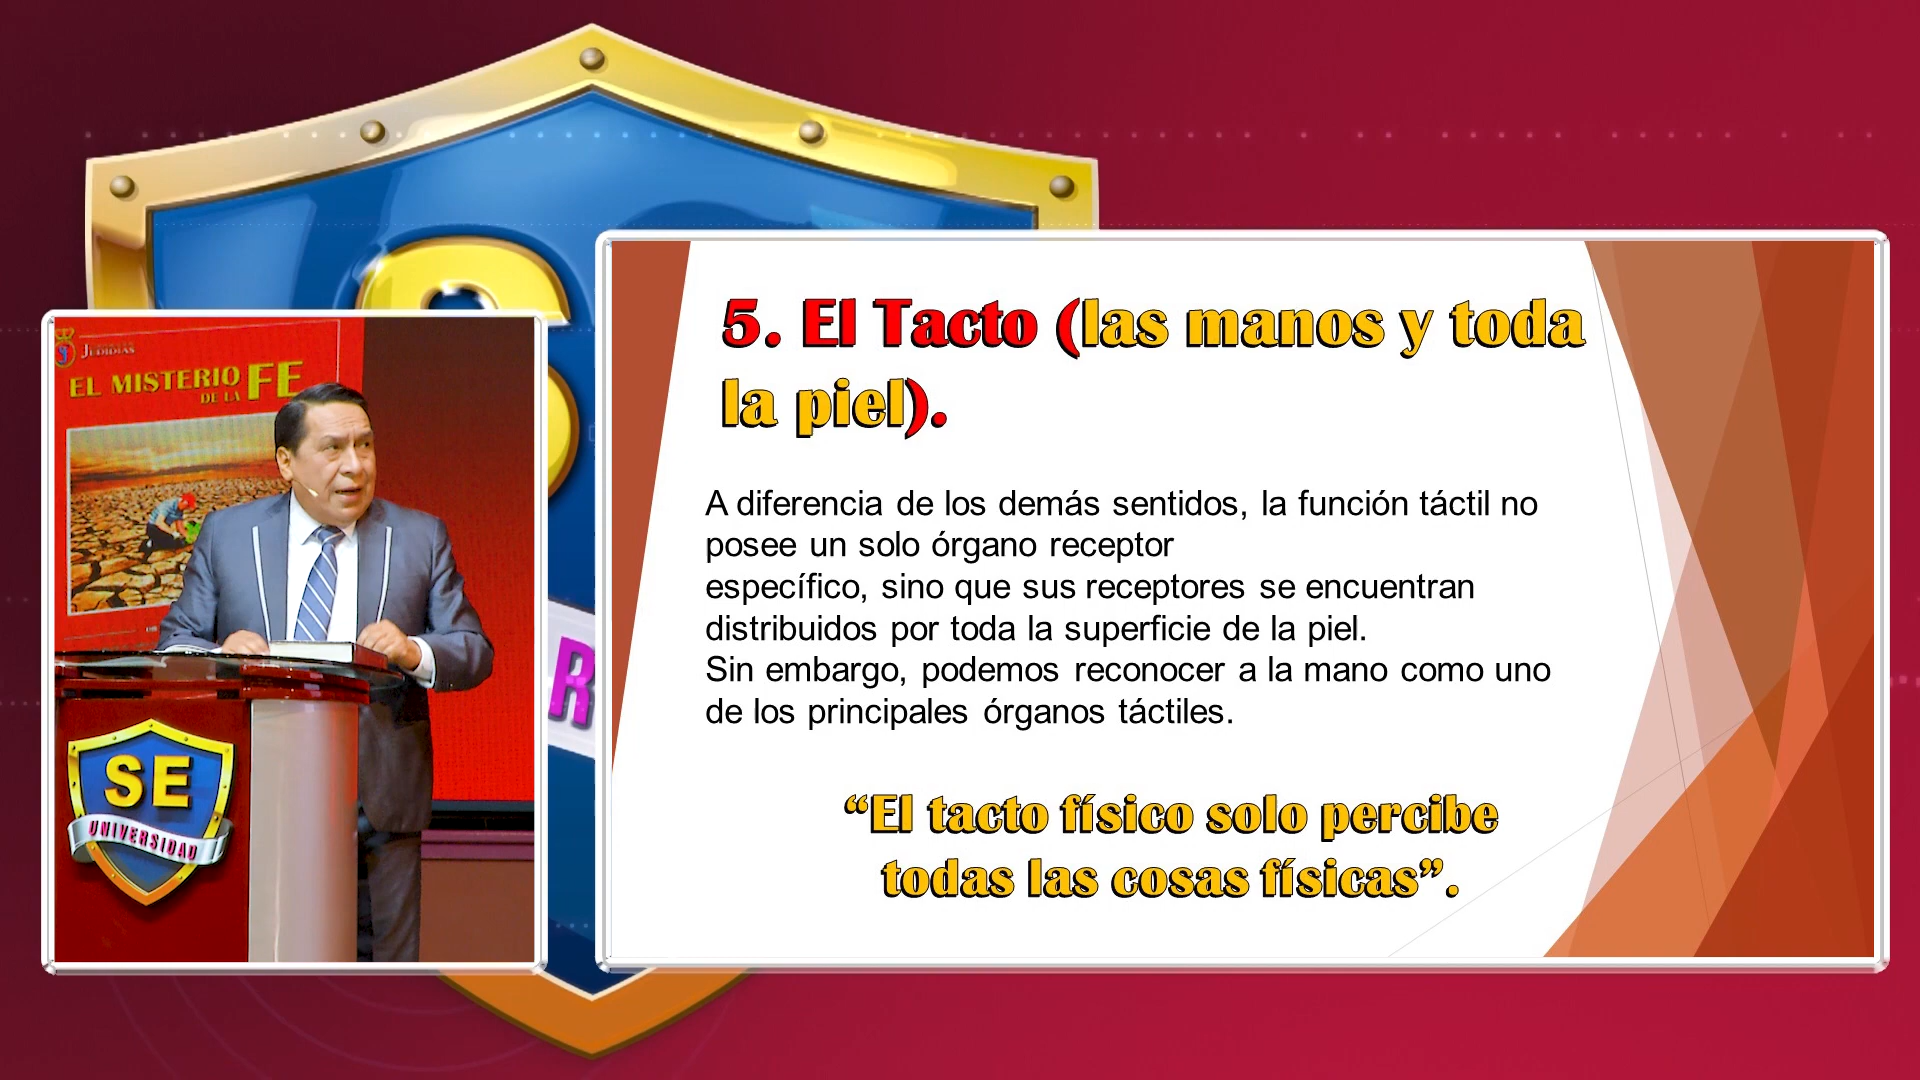 JEDIDÍAS
EL MISTERIO
DE LA FE
SE
UNIVERSIDAD
R
5. El Tacto (las manos y toda
la piel).
A diferencia de los demás sentidos, la función táctil no
posee un solo órgano receptor
específico, sino que sus receptores se encuentran
distribuidos por toda la superficie de la piel.
Sin embargo, podemos reconocer a la mano como uno
de los principales órganos táctiles.
“El tacto físico solo percibe
todas las cosas físicas”.